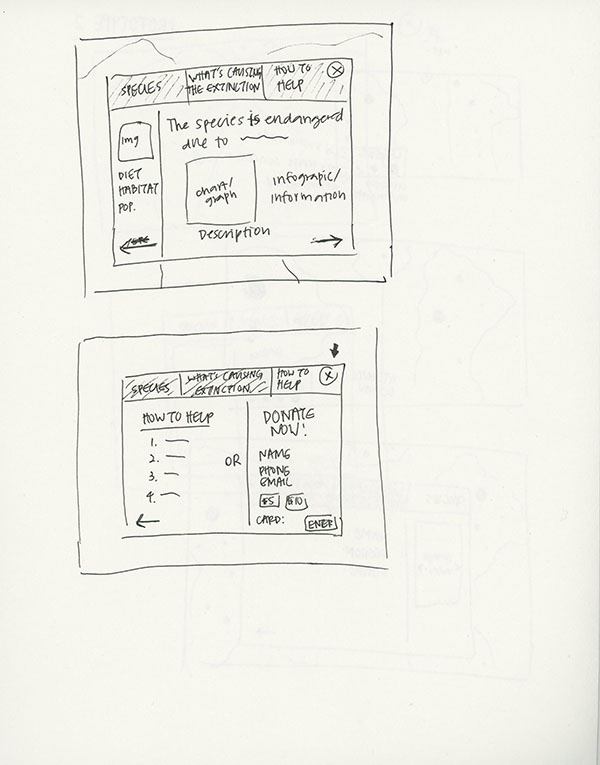 SPECIES
WHAT'S CAUSING
THE EXTINCTION
HOW TO
HELP
X
The species is endangered
due to
img
DIET
HABITAT
POP.
chart/
graph
infograpic/
information
Description
SPECIES
WHAT'S CAUSING
EXTINCTION
HOW TO
HELP
X
HOW TO HELP
1.
2.
3.
4.
OR
DONATE
NOW!
NAME
PHONE
EMAIL
$5 $10
CARD:
ENTER